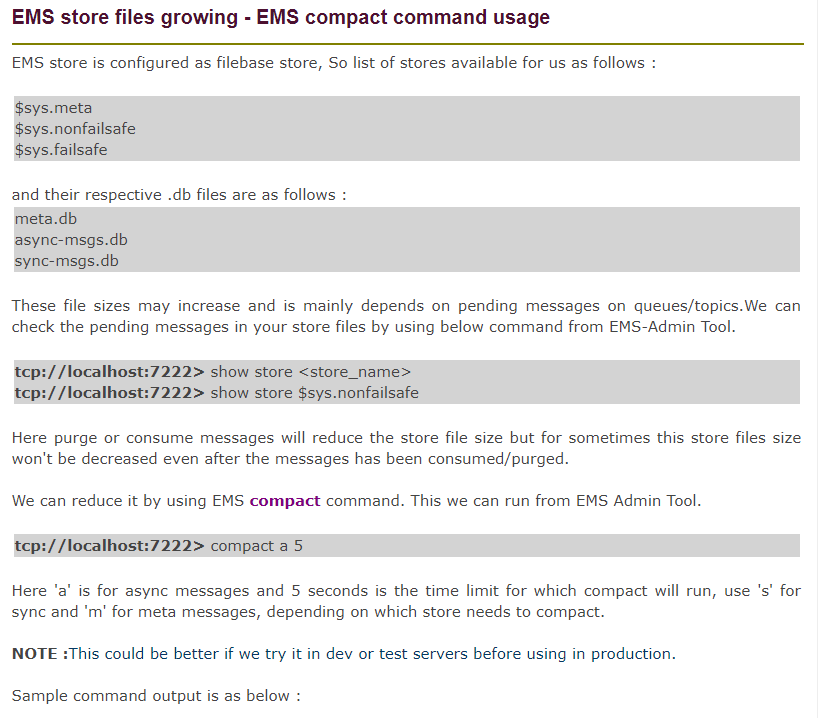 EMS store files growing - EMS compact command usage
EMS store is configured as filebase store, So list of stores available for us as follows :
$sys.meta
$sys.nonfailsafe
$sys.failsafe
and their respective .db files are as follows :
meta.db
async-msgs.db
sync-msgs.db
These file sizes may increase and is mainly depends on pending messages on queues/topics.We can
check the pending messages in your store files by using below command from EMS-Admin Tool.
tcp://localhost:7222> show store <store_name>
tcp://localhost:7222> show store $sys.nonfailsafe
Here purge or consume messages will reduce the store file size but for sometimes this store files size
won't be decreased even after the messages has been consumed/purged.
We can reduce it by using EMS compact command. This we can run from EMS Admin Tool.
tcp://localhost:7222> compact a 5
Here 'a' is for async messages and 5 seconds is the time limit for which compact will run, use 's' for
sync and 'm' for meta messages, depending on which store needs to compact.
NOTE :This could be better if we try it in dev or test servers before using in production.
Sample command output is as below :